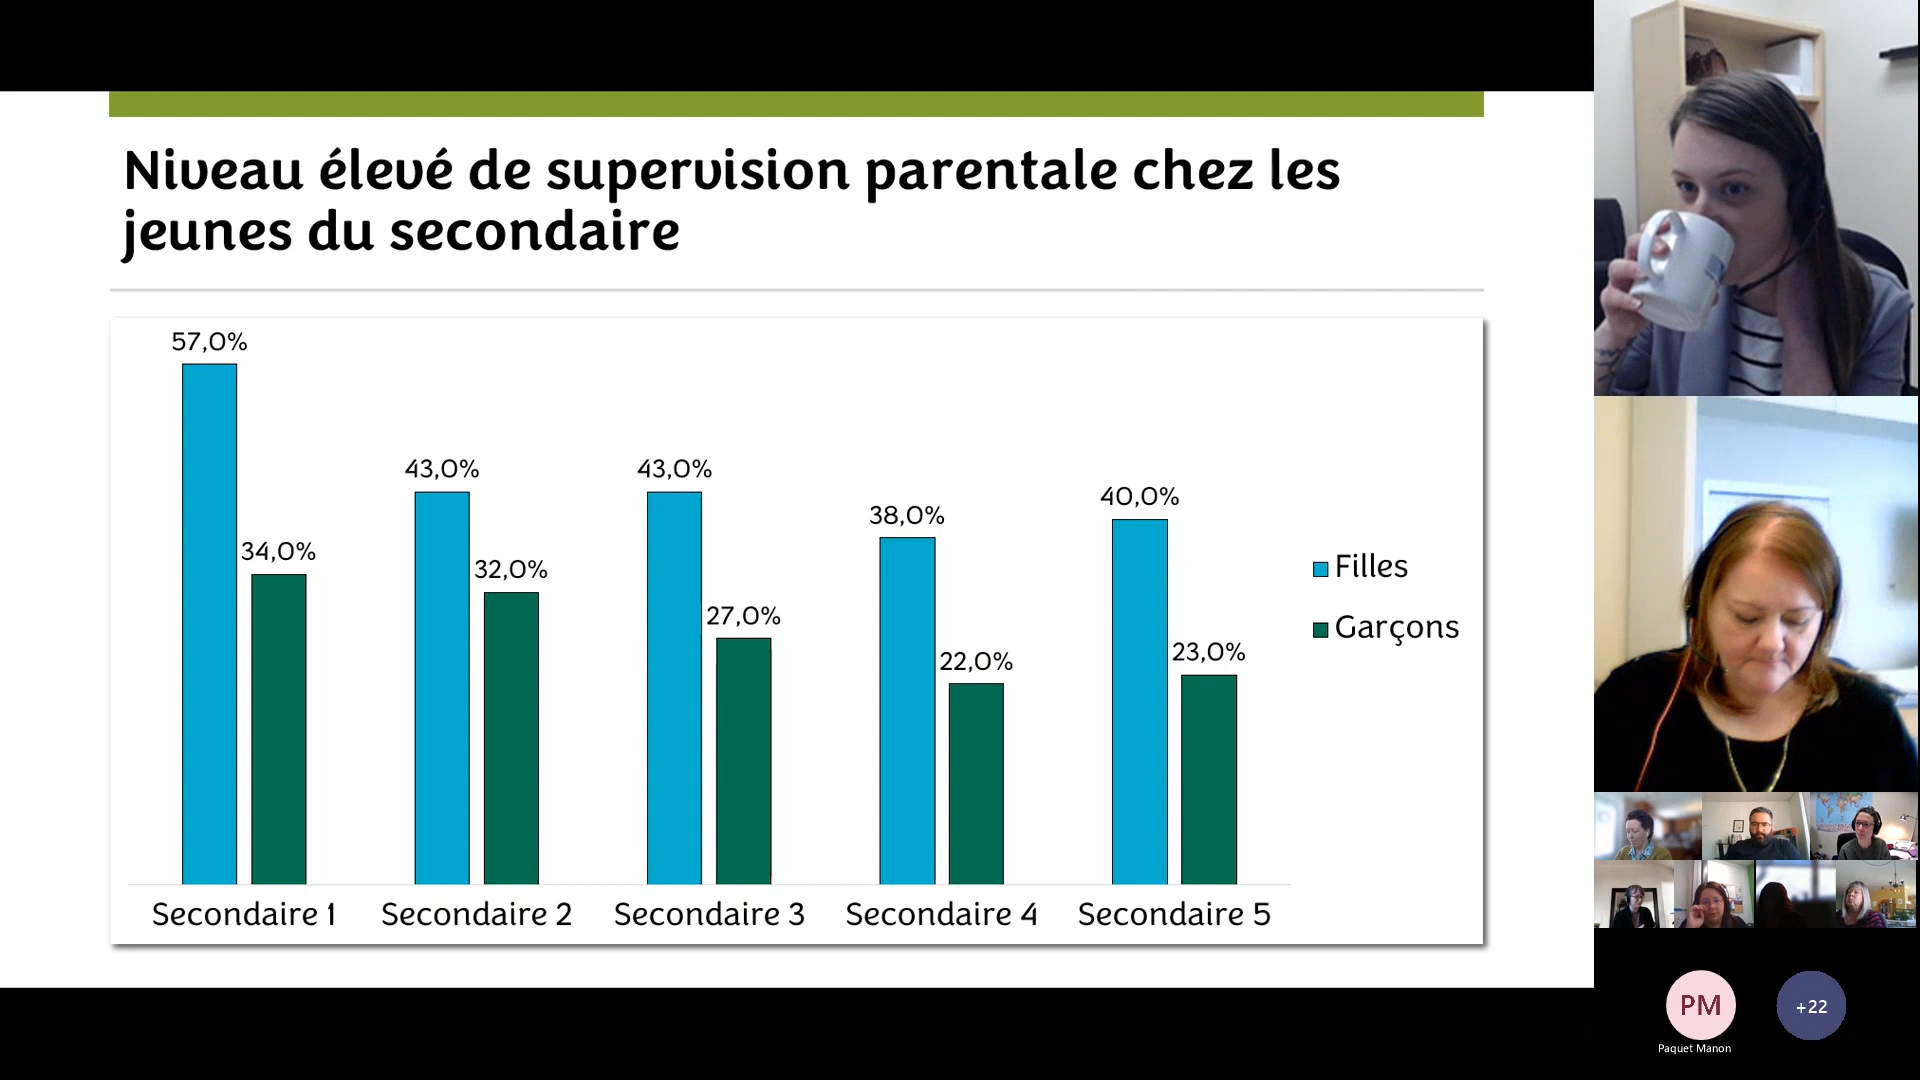 Niveau élevé de supervision parentale chez les
jeunes du secondaire
57,0%
34,0%
43,0%
32,0%
43,0%
27,0%
38,0%
22,0%
40,0%
23,0%
Filles
Garçons
Secondaire 1
Secondaire 2
Secondaire 3
Secondaire 4
Secondaire 5
PM
+22
Paquet Manon